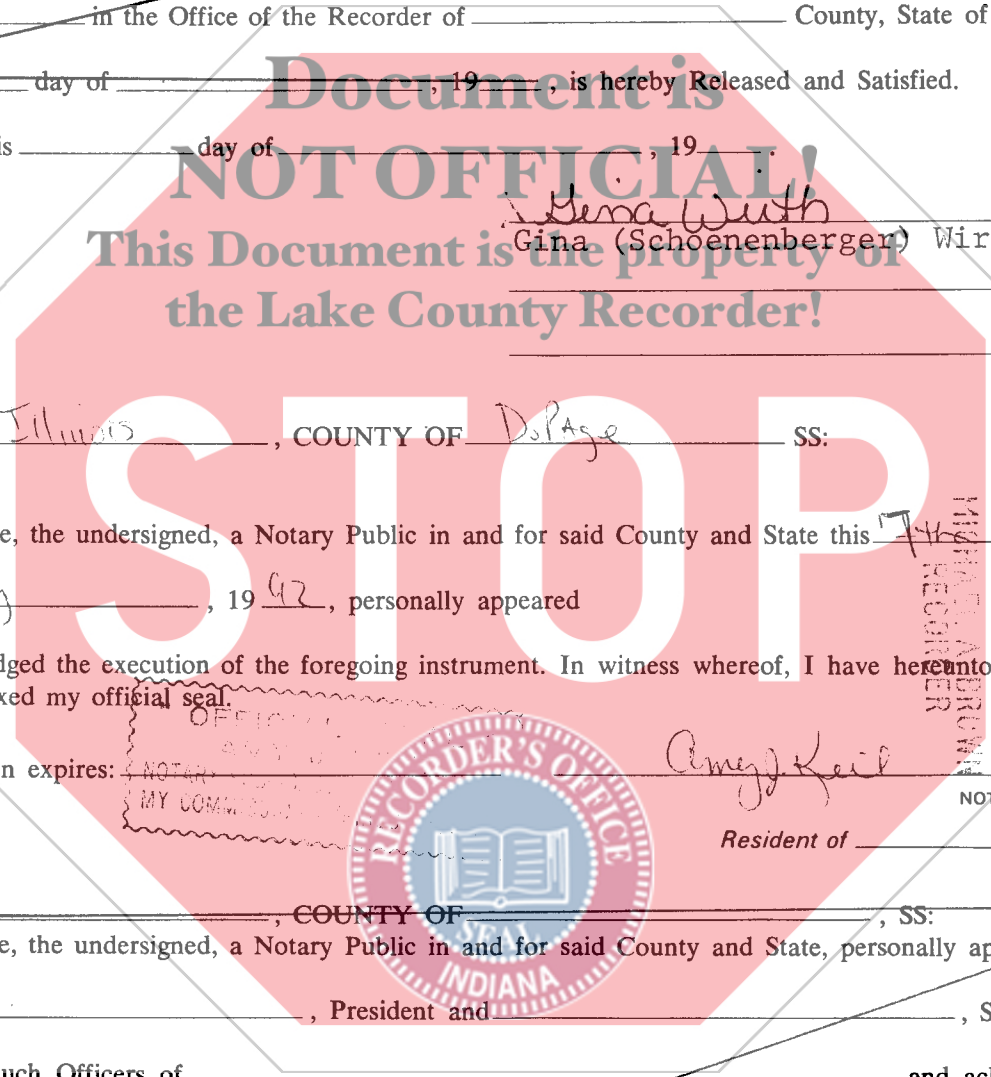 in the Office of the Recorder of County, State of
day of , 19 , is hereby Released and Satisfied.
is day of , 19 .
Document is
NOT OFFICIAL!
This Document is the property of
the Lake County Recorder!
Gina Wirth
Gina (Schoenenberger) Wir
STOP
Illinois , COUNTY OF DuPage SS:
e, the undersigned, a Notary Public in and for said County and State this 7th
, 19 92, personally appeared
dged the execution of the foregoing instrument. In witness whereof, I have hereunto
xed my official seal.
RECORDER
n expires:
MY COMM
Amy J. Keil
NOT
Resident of
RECORDER'S OFFICE
SEAL
INDIANA
, COUNTY OF , SS:
e, the undersigned, a Notary Public in and for said County and State, personally ap
, President and , S
uch Officers of and ack